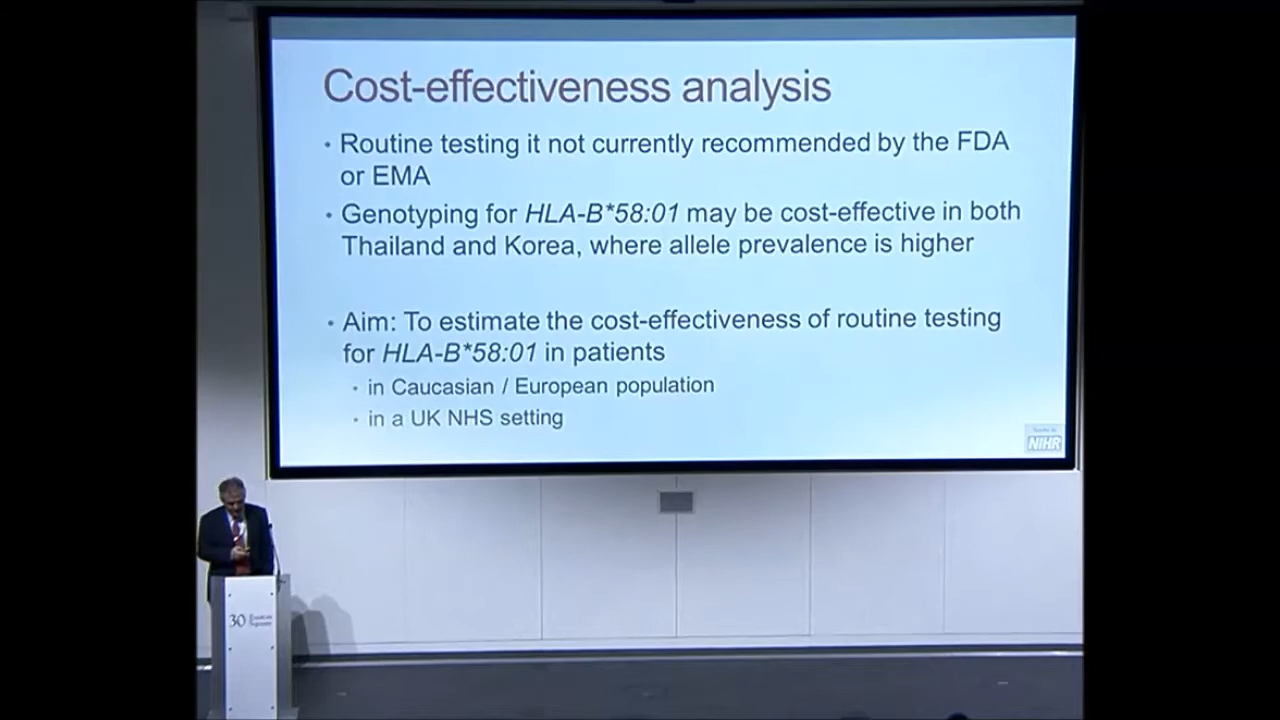 Cost-effectiveness analysis
• Routine testing it not currently recommended by the FDA
or EMA
• Genotyping for HLA-B*58:01 may be cost-effective in both
Thailand and Korea, where allele prevalence is higher
• Aim: To estimate the cost-effectiveness of routine testing
for HLA-B*58:01 in patients
• in Caucasian / European population
• in a UK NHS setting
NIHR
30